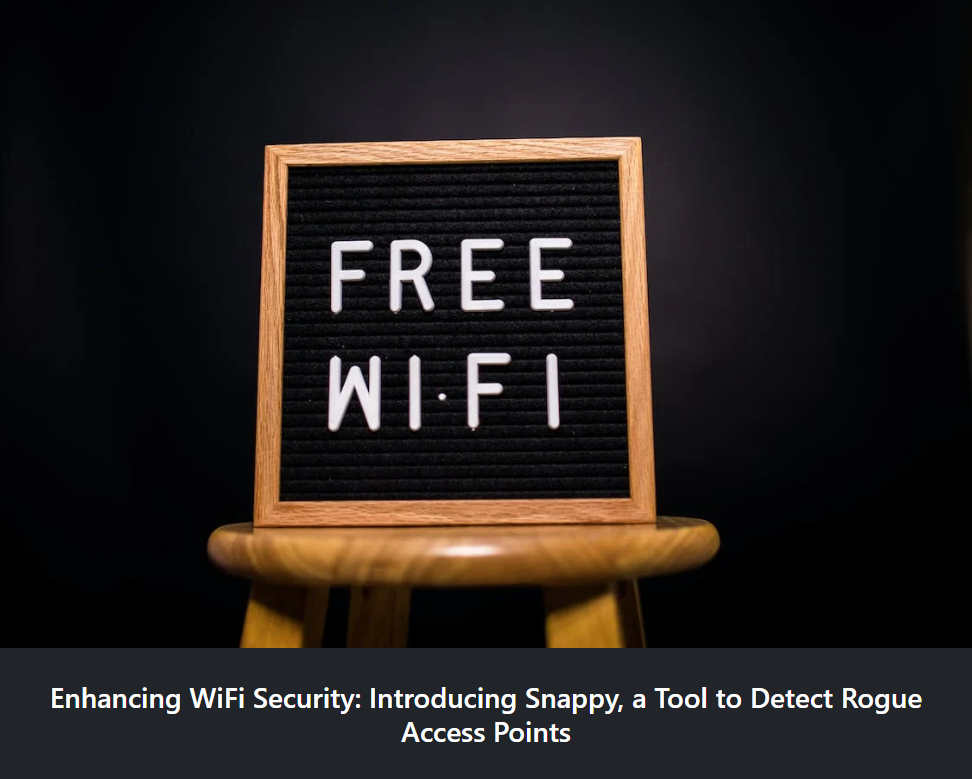 FREE
WI·FI
Enhancing WiFi Security: Introducing Snappy, a Tool to Detect Rogue
Access Points